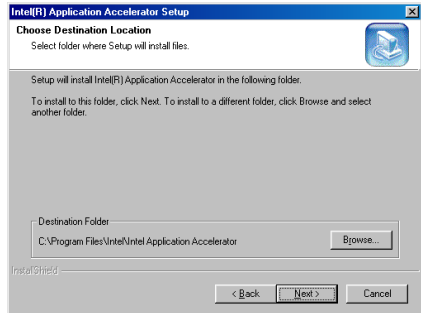 Intel(R) Application Accelerator Setup
Choose Destination Location
Select folder where Setup will install files.
Setup will install Intel(R) Application Accelerator in the following folder.
To install to this folder, click Next. To install to a different folder, click Browse and select
another folder.
Destination Folder
C:\Program Files\Intel\Intel Application Accelerator
Browse...
InstallShield
< Back
Next >
Cancel